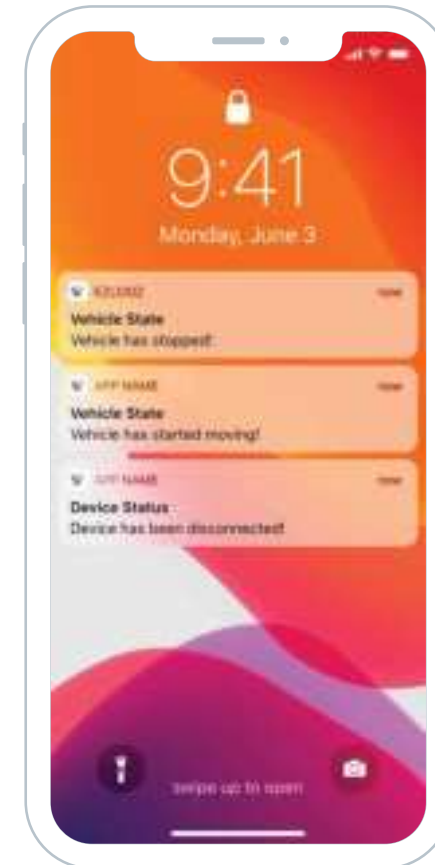 9:41
Monday, June 3
now
Vehicle State
Vehicle has stopped!
APP NAME
now
Vehicle State
Vehicle has started moving!
APP NAME
now
Device Status
Device has been disconnected!
swipe up to open